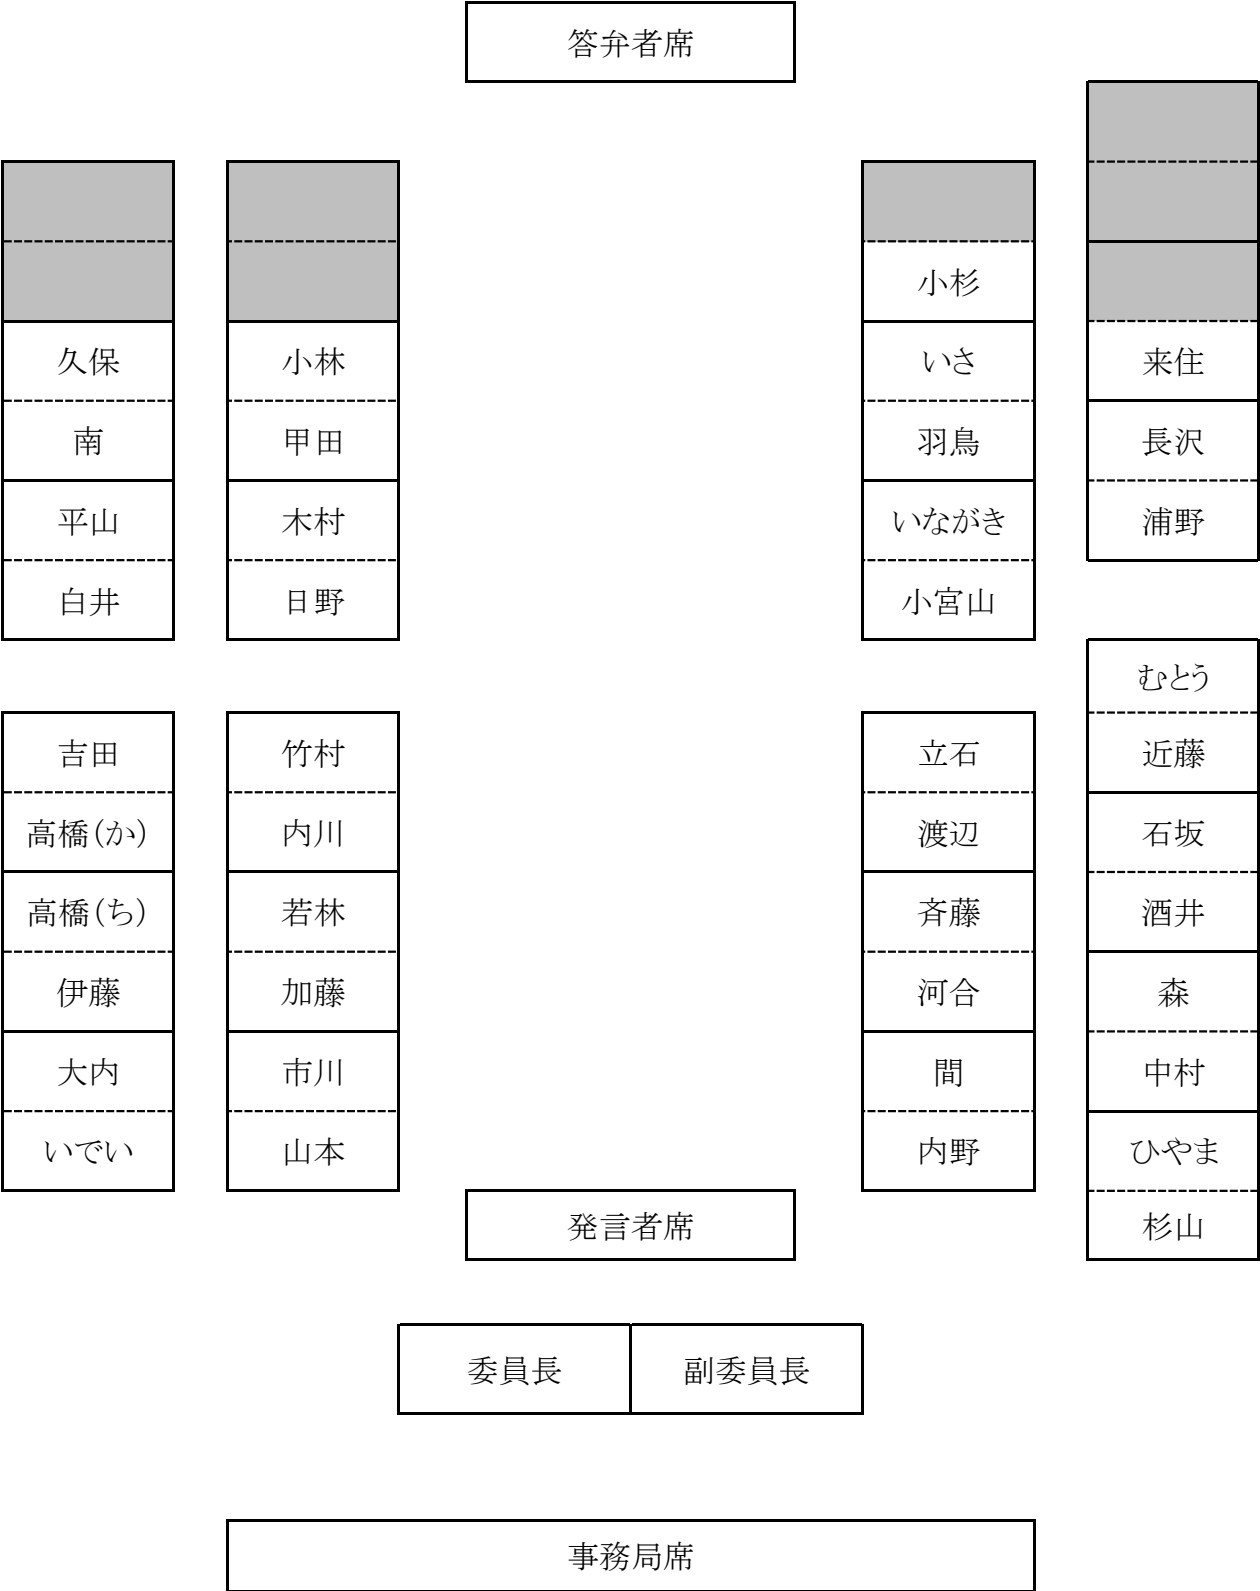 答弁者席
小杉
久保 小林 いさ 来住
南 甲田 羽鳥 長沢
平山 木村 いながき 浦野
白井 日野 小宮山
むとう
吉田 竹村 立石 近藤
高橋（か） 内川 渡辺 石坂
高橋（ち） 若林 斉藤 酒井
伊藤 加藤 河合 森
大内 市川 間 中村
いでい 山本 内野 ひやま
発言者席 杉山
委員長 副委員長
事務局席